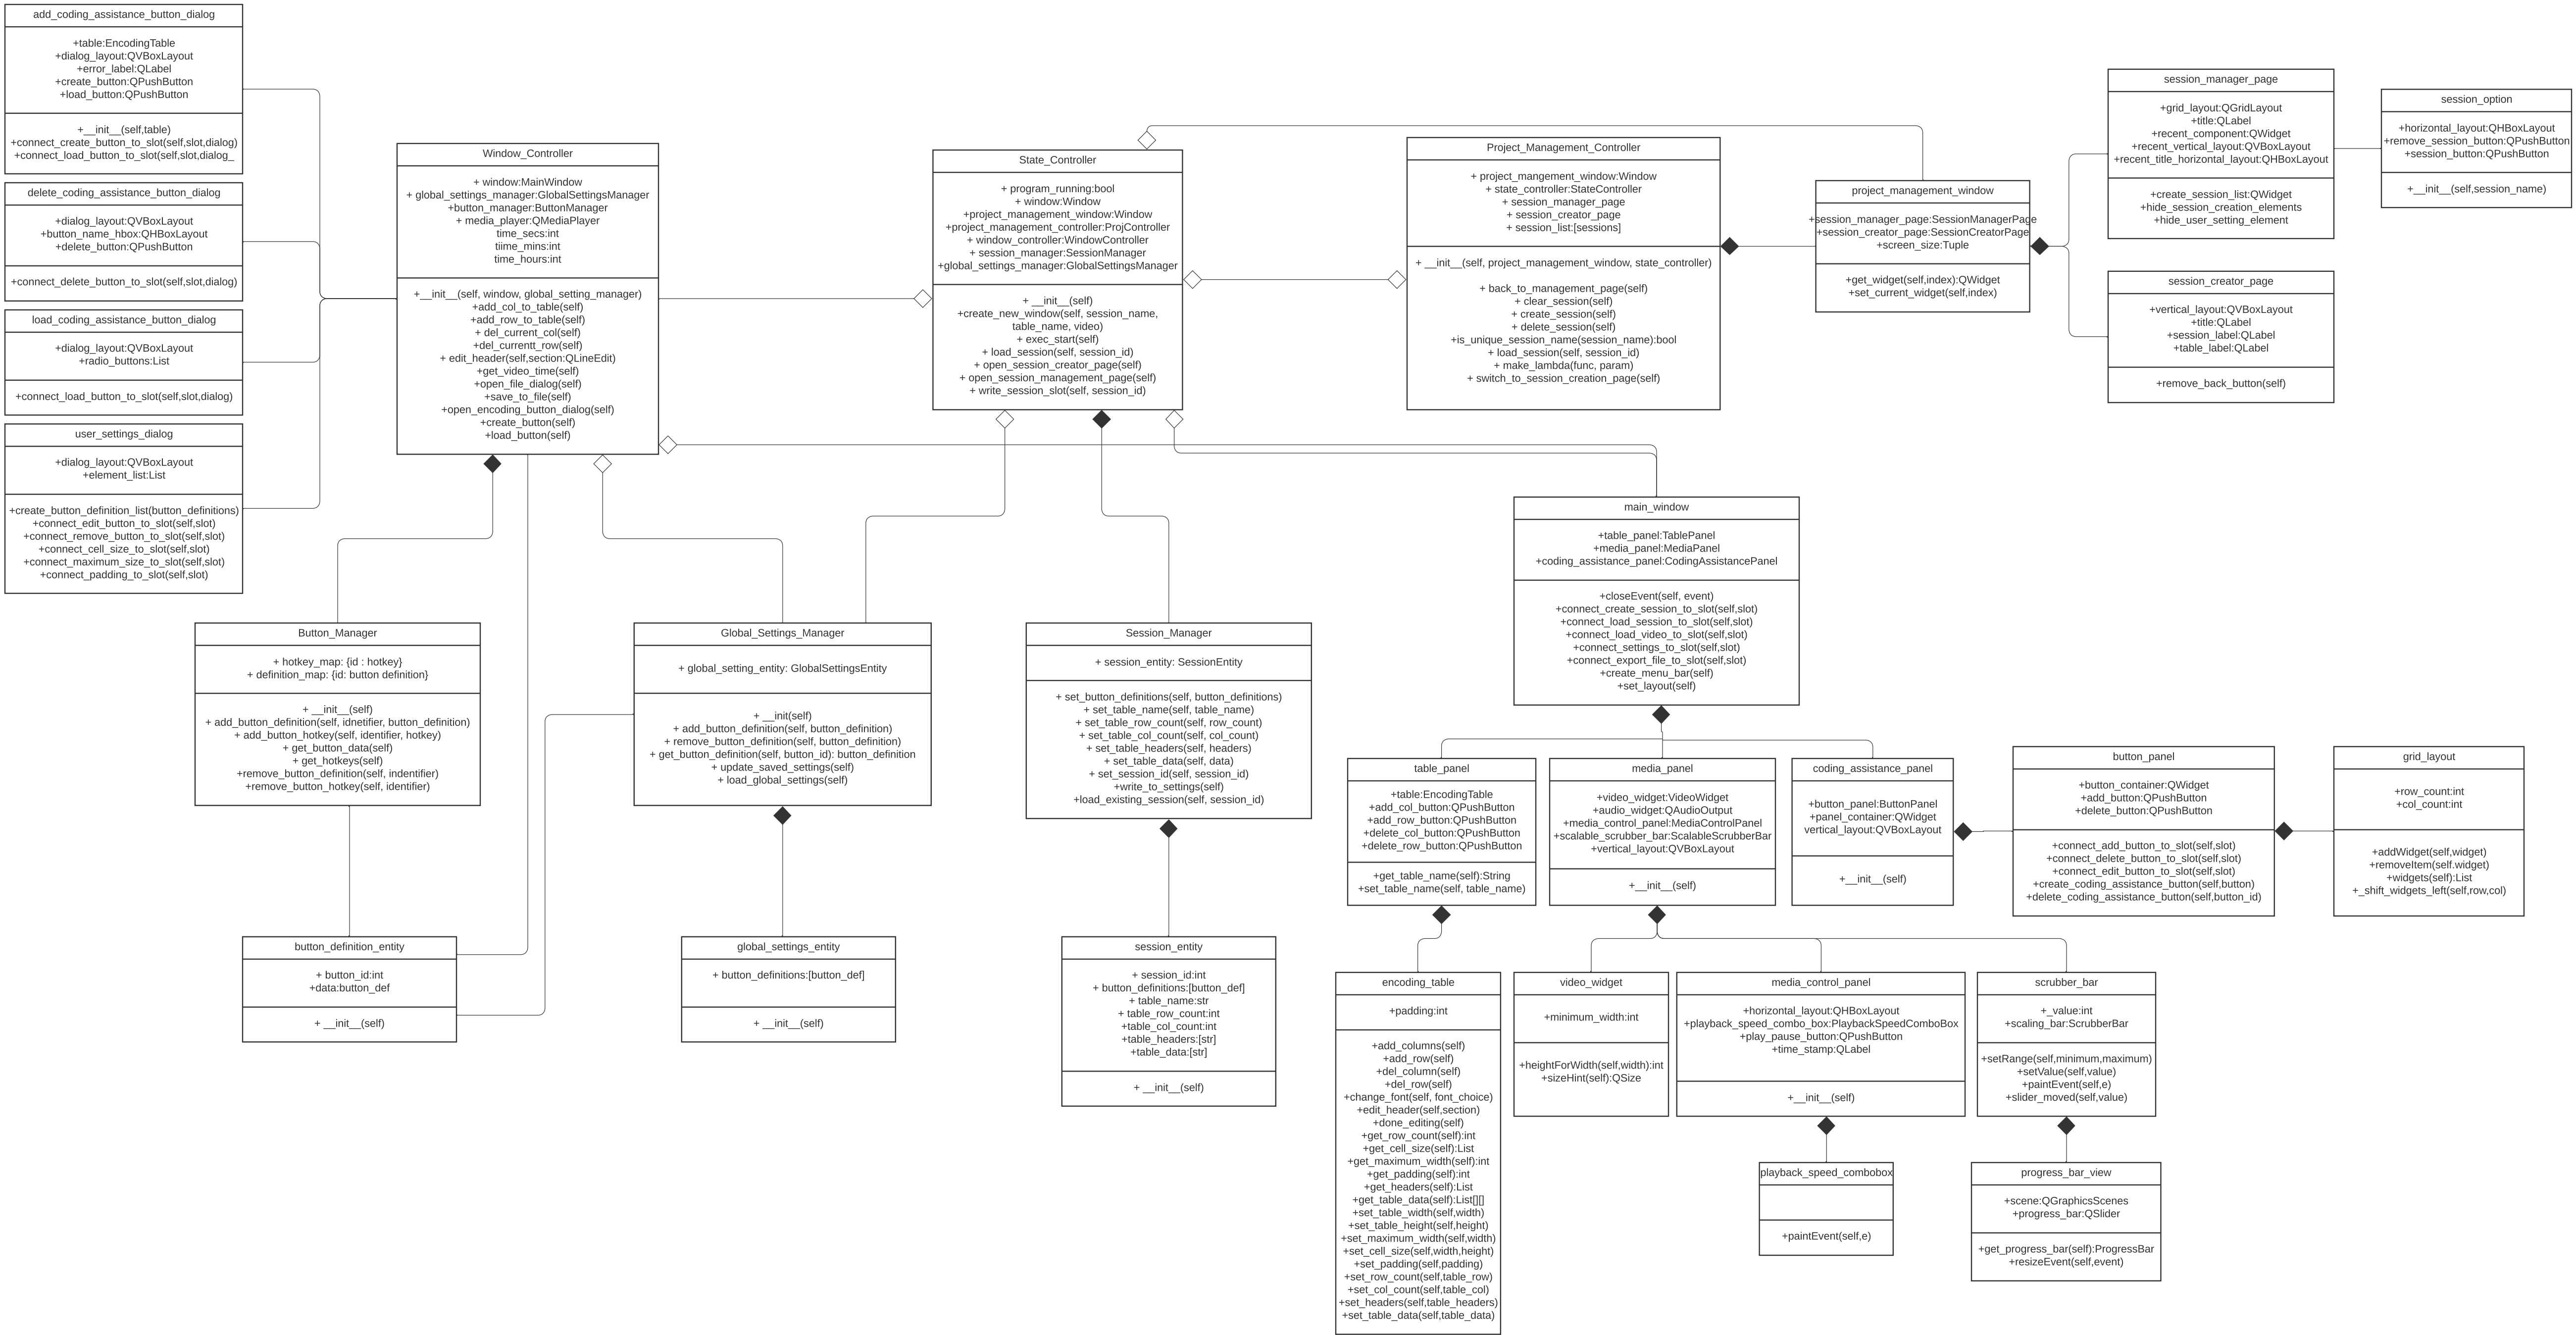 add_coding_assistance_button_dialog
+table:EncodingTable
+dialog_layout:QVBoxLayout
+error_label:QLabel
+create_button:QPushButton
+load_button:QPushButton
+__init__(self,table)
+connect_create_button_to_slot(self,slot,dialog)
+connect_load_button_to_slot(self,slot,dialog_
delete_coding_assistance_button_dialog
+dialog_layout:QVBoxLayout
+button_name_hbox:QHBoxLayout
+delete_button:QPushButton
+connect_delete_button_to_slot(self,slot,dialog)
load_coding_assistance_button_dialog
+dialog_layout:QVBoxLayout
+radio_buttons:List
+connect_load_button_to_slot(self,slot,dialog)
user_settings_dialog
+dialog_layout:QVBoxLayout
+element_list:List
+create_button_definition_list(button_definitions)
+connect_edit_button_to_slot(self,slot)
+connect_remove_button_to_slot(self,slot)
+connect_cell_size_to_slot(self,slot)
+connect_maximum_size_to_slot(self,slot)
+connect_padding_to_slot(self,slot)
Window_Controller
+ window:MainWindow
+ global_settings_manager:GlobalSettingsManager
+button_manager:ButtonManager
+ media_player:QMediaPlayer
time_secs:int
tiime_mins:int
time_hours:int
+__init__(self, window, global_setting_manager)
+add_col_to_table(self)
+add_row_to_table(self)
+ del_current_col(self)
+del_currentt_row(self)
+ edit_header(self,section:QLineEdit)
+get_video_time(self)
+open_file_dialog(self)
+save_to_file(self)
+open_encoding_button_dialog(self)
+create_button(self)
+load_button(self)
State_Controller
+ program_running:bool
+ window:Window
+project_management_window:Window
+project_management_controller:ProjController
+ window_controller:WindowController
+ session_manager:SessionManager
+global_settings_manager:GlobalSettingsManager
+ __init__(self)
+create_new_window(self, session_name,
table_name, video)
+ exec_start(self)
+ load_session(self, session_id)
+ open_session_creator_page(self)
+ open_session_management_page(self)
+ write_session_slot(self, session_id)
Project_Management_Controller
+ project_mangement_window:Window
+ state_controller:StateController
+ session_manager_page
+ session_creator_page
+ session_list:[sessions]
+ __init__(self, project_management_window, state_controller)
+ back_to_management_page(self)
+ clear_session(self)
+ create_session(self)
+ delete_session(self)
+is_unique_session_name(session_name):bool
+ load_session(self, session_id)
+ make_lambda(func, param)
+ switch_to_session_creation_page(self)
project_management_window
+session_manager_page:SessionManagerPage
+session_creator_page:SessionCreatorPage
+screen_size:Tuple
+get_widget(self,index):QWidget
+set_current_widget(self,index)
session_manager_page
+grid_layout:QGridLayout
+title:QLabel
+recent_component:QWidget
+recent_vertical_layout:QVBoxLayout
+recent_title_horizontal_layout:QHBoxLayout
+create_session_list:QWidget
+hide_session_creation_elements
+hide_user_setting_element
session_option
+horizontal_layout:QHBoxLayout
+remove_session_button:QPushButton
+session_button:QPushButton
+__init__(self,session_name)
session_creator_page
+vertical_layout:QVBoxLayout
+title:QLabel
+session_label:QLabel
+table_label:QLabel
+remove_back_button(self)
main_window
+table_panel:TablePanel
+media_panel:MediaPanel
+coding_assistance_panel:CodingAssistancePanel
+closeEvent(self, event)
+connect_create_session_to_slot(self,slot)
+connect_load_session_to_slot(self,slot)
+connect_load_video_to_slot(self,slot)
+connect_settings_to_slot(self,slot)
+connect_export_file_to_slot(self,slot)
+create_menu_bar(self)
+set_layout(self)
Button_Manager
+ hotkey_map: {id : hotkey}
+ definition_map: {id: button definition}
+ __init__(self)
+ add_button_definition(self, idnetifier, button_definition)
+ add_button_hotkey(self, identifier, hotkey)
+ get_button_data(self)
+ get_hotkeys(self)
+remove_button_definition(self, indentifier)
+remove_button_hotkey(self, identifier)
Global_Settings_Manager
+ global_setting_entity: GlobalSettingsEntity
+ __init(self)
+ add_button_definition(self, button_definition)
+ remove_button_definition(self, button_definition)
+ get_button_definition(self, button_id): button_definition
+ update_saved_settings(self)
+ load_global_settings(self)
Session_Manager
+ session_entity: SessionEntity
+ set_button_definitions(self, button_definitions)
+ set_table_name(self, table_name)
+ set_table_row_count(self, row_count)
+ set_table_col_count(self, col_count)
+ set_table_headers(self, headers)
+ set_table_data(self, data)
+ set_session_id(self, session_id)
+write_to_settings(self)
+load_existing_session(self, session_id)
table_panel
+table:EncodingTable
+add_col_button:QPushButton
+add_row_button:QPushButton
+delete_col_button:QPushButton
+delete_row_button:QPushButton
+get_table_name(self):String
+set_table_name(self, table_name)
media_panel
+video_widget:VideoWidget
+audio_widget:QAudioOutput
+media_control_panel:MediaControlPanel
+scalable_scrubber_bar:ScalableScrubberBar
+vertical_layout:QVBoxLayout
+__init__(self)
coding_assistance_panel
+button_panel:ButtonPanel
+panel_container:QWidget
vertical_layout:QVBoxLayout
+__init__(self)
button_panel
+button_container:QWidget
+add_button:QPushButton
+delete_button:QPushButton
+connect_add_button_to_slot(self,slot)
+connect_delete_button_to_slot(self,slot)
+connect_edit_button_to_slot(self,slot)
+create_coding_assistance_button(self,button)
+delete_coding_assistance_button(self,button_id)
grid_layout
+row_count:int
+col_count:int
+addWidget(self,widget)
+removeItem(self.widget)
+widgets(self):List
+_shift_widgets_left(self,row,col)
button_definition_entity
+ button_id:int
+data:button_def
+ __init__(self)
global_settings_entity
+ button_definitions:[button_def]
+ __init__(self)
session_entity
+ session_id:int
+ button_definitions:[button_def]
+ table_name:str
+ table_row_count:int
+table_col_count:int
+table_headers:[str]
+table_data:[str]
+ __init__(self)
encoding_table
+padding:int
+add_columns(self)
+add_row(self)
+del_column(self)
+del_row(self)
+change_font(self, font_choice)
+edit_header(self,section)
+done_editing(self)
+get_row_count(self):int
+get_cell_size(self):List
+get_maximum_width(self):int
+get_padding(self):int
+get_headers(self):List
+get_table_data(self):List[][]
+set_table_width(self,width)
+set_table_height(self,height)
+set_maximum_width(self,width)
+set_cell_size(self,width,height)
+set_padding(self,padding)
+set_row_count(self,table_row)
+set_col_count(self,table_col)
+set_headers(self,table_headers)
+set_table_data(self,table_data)
video_widget
+minimum_width:int
+heightForWidth(self,width):int
+sizeHint(self):QSize
media_control_panel
+horizontal_layout:QHBoxLayout
+playback_speed_combo_box:PlaybackSpeedComboBox
+play_pause_button:QPushButton
+time_stamp:QLabel
+__init__(self)
scrubber_bar
+_value:int
+scaling_bar:ScrubberBar
+setRange(self,minimum,maximum)
+setValue(self,value)
+paintEvent(self,e)
+slider_moved(self,value)
playback_speed_combobox
+paintEvent(self,e)
progress_bar_view
+scene:QGraphicsScenes
+progress_bar:QSlider
+get_progress_bar(self):ProgressBar
+resizeEvent(self,event)